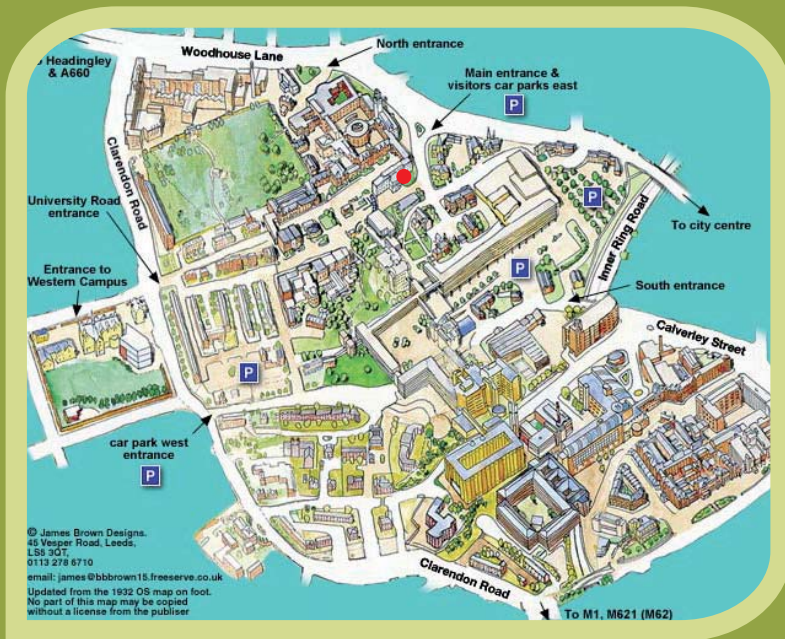 Headingley
& A660
Woodhouse Lane
North entrance
Main entrance &
visitors car parks east
P
Clarendon Road
University Road
entrance
P
Inner Ring Road
To city centre
Entrance to
Western Campus
P
South entrance
Calverley Street
P
car park west
entrance
P
© James Brown Designs.
45 Vesper Road, Leeds,
LS5 3QT,
0113 278 6710
email: james@bbbrown15.freeserve.co.uk
Updated from the 1932 OS map on foot.
No part of this map may be copied
without a license from the publiser
Clarendon Road
To M1, M621 (M62)